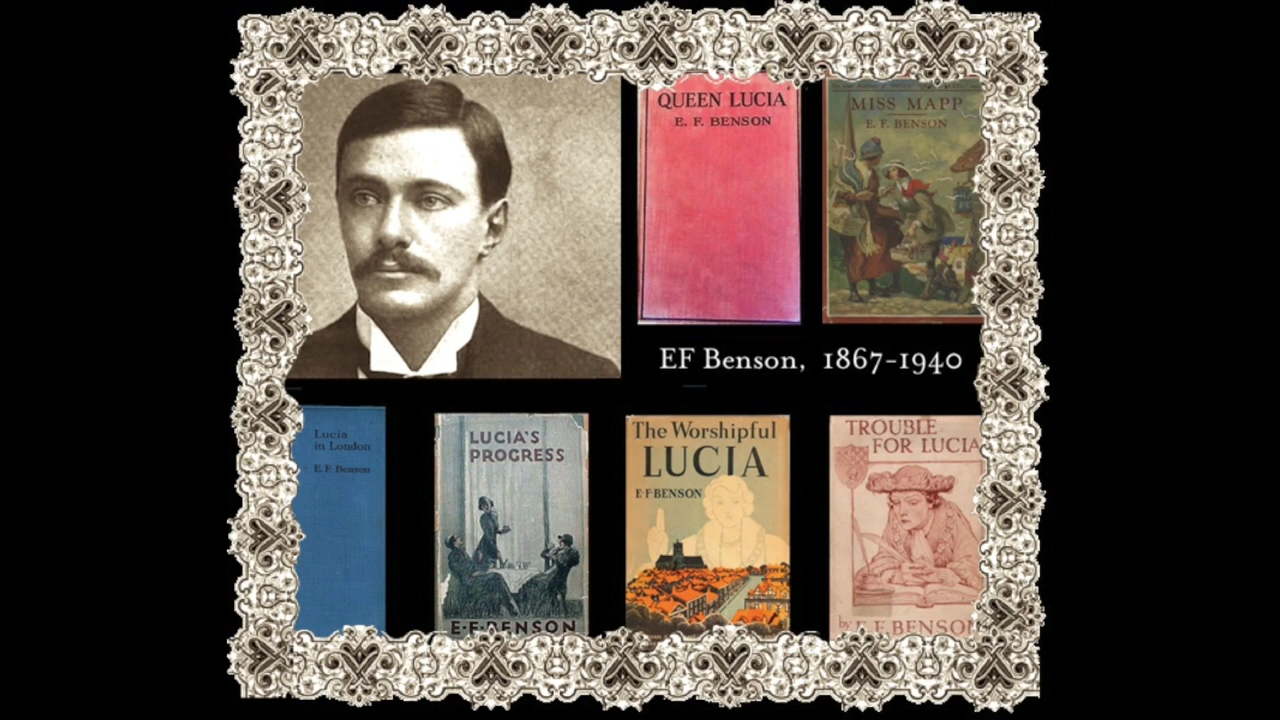 QUEEN LUCIA
E. F. BENSON
MISS MAPP
E. F. BENSON
EF Benson, 1867-1940
Lucia
in London
E. F. Benson
LUCIA'S
PROGRESS
E·F·BENSON
The Worshipful
LUCIA
E·F·BENSON
TROUBLE
FOR LUCIA
by E. F. BENSON